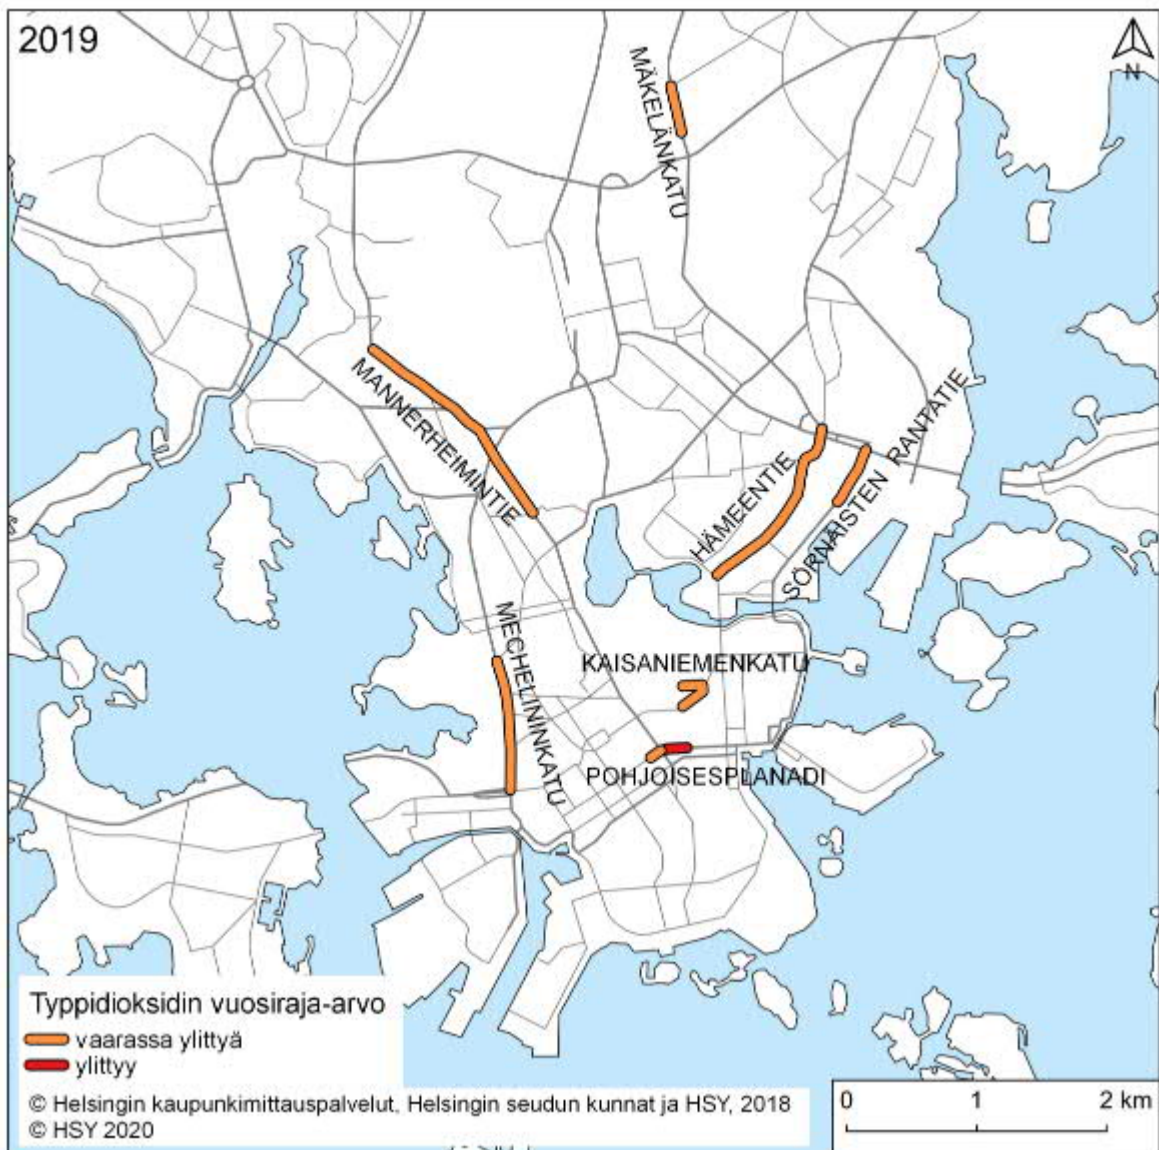 2019
N
MÄKELÄNKATU
MANNERHEIMINTIE
HÄMEENTIE
SÖRNÄISTEN RANTATIE
MECHELININKATU
KAISANIEMENKATU
POHJOISESPLANADI
Typpidioksidin vuosiraja-arvo
vaarassa ylittyä
ylittyy
© Helsingin kaupunkimittauspalvelut, Helsingin seudun kunnat ja HSY, 2018
© HSY 2020
0 1 2 km